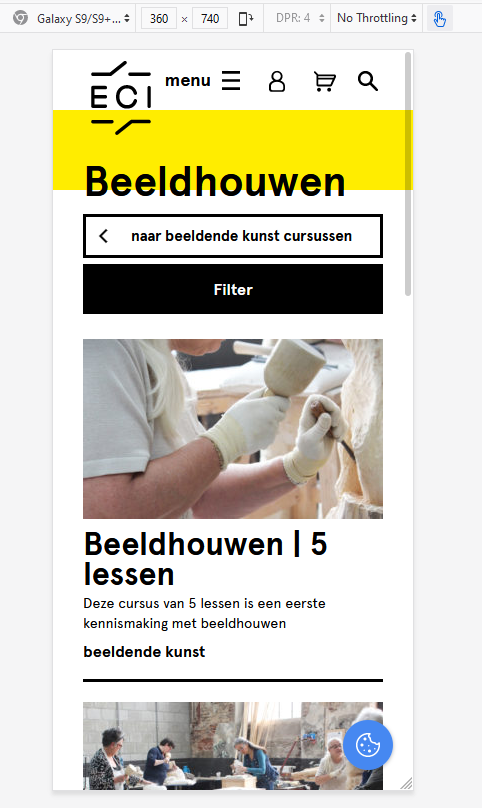 Galaxy S9/S9+... 360 × 740 DPR: 4 No Throttling
ECI menu
Beeldhouwen
naar beeldende kunst cursussen
Filter
Beeldhouwen | 5
lessen
Deze cursus van 5 lessen is een eerste
kennismaking met beeldhouwen
beeldende kunst